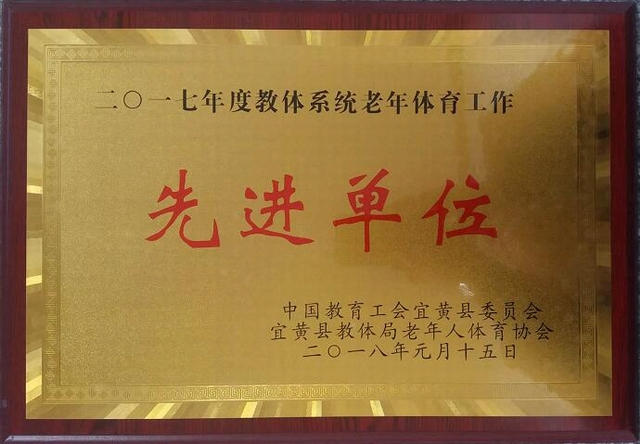 二〇一七年度教体系统老年体育工作
先进单位
中国教育工会宜黄县委员会
宜黄县教体局老年人体育协会
二〇一八年元月十五日